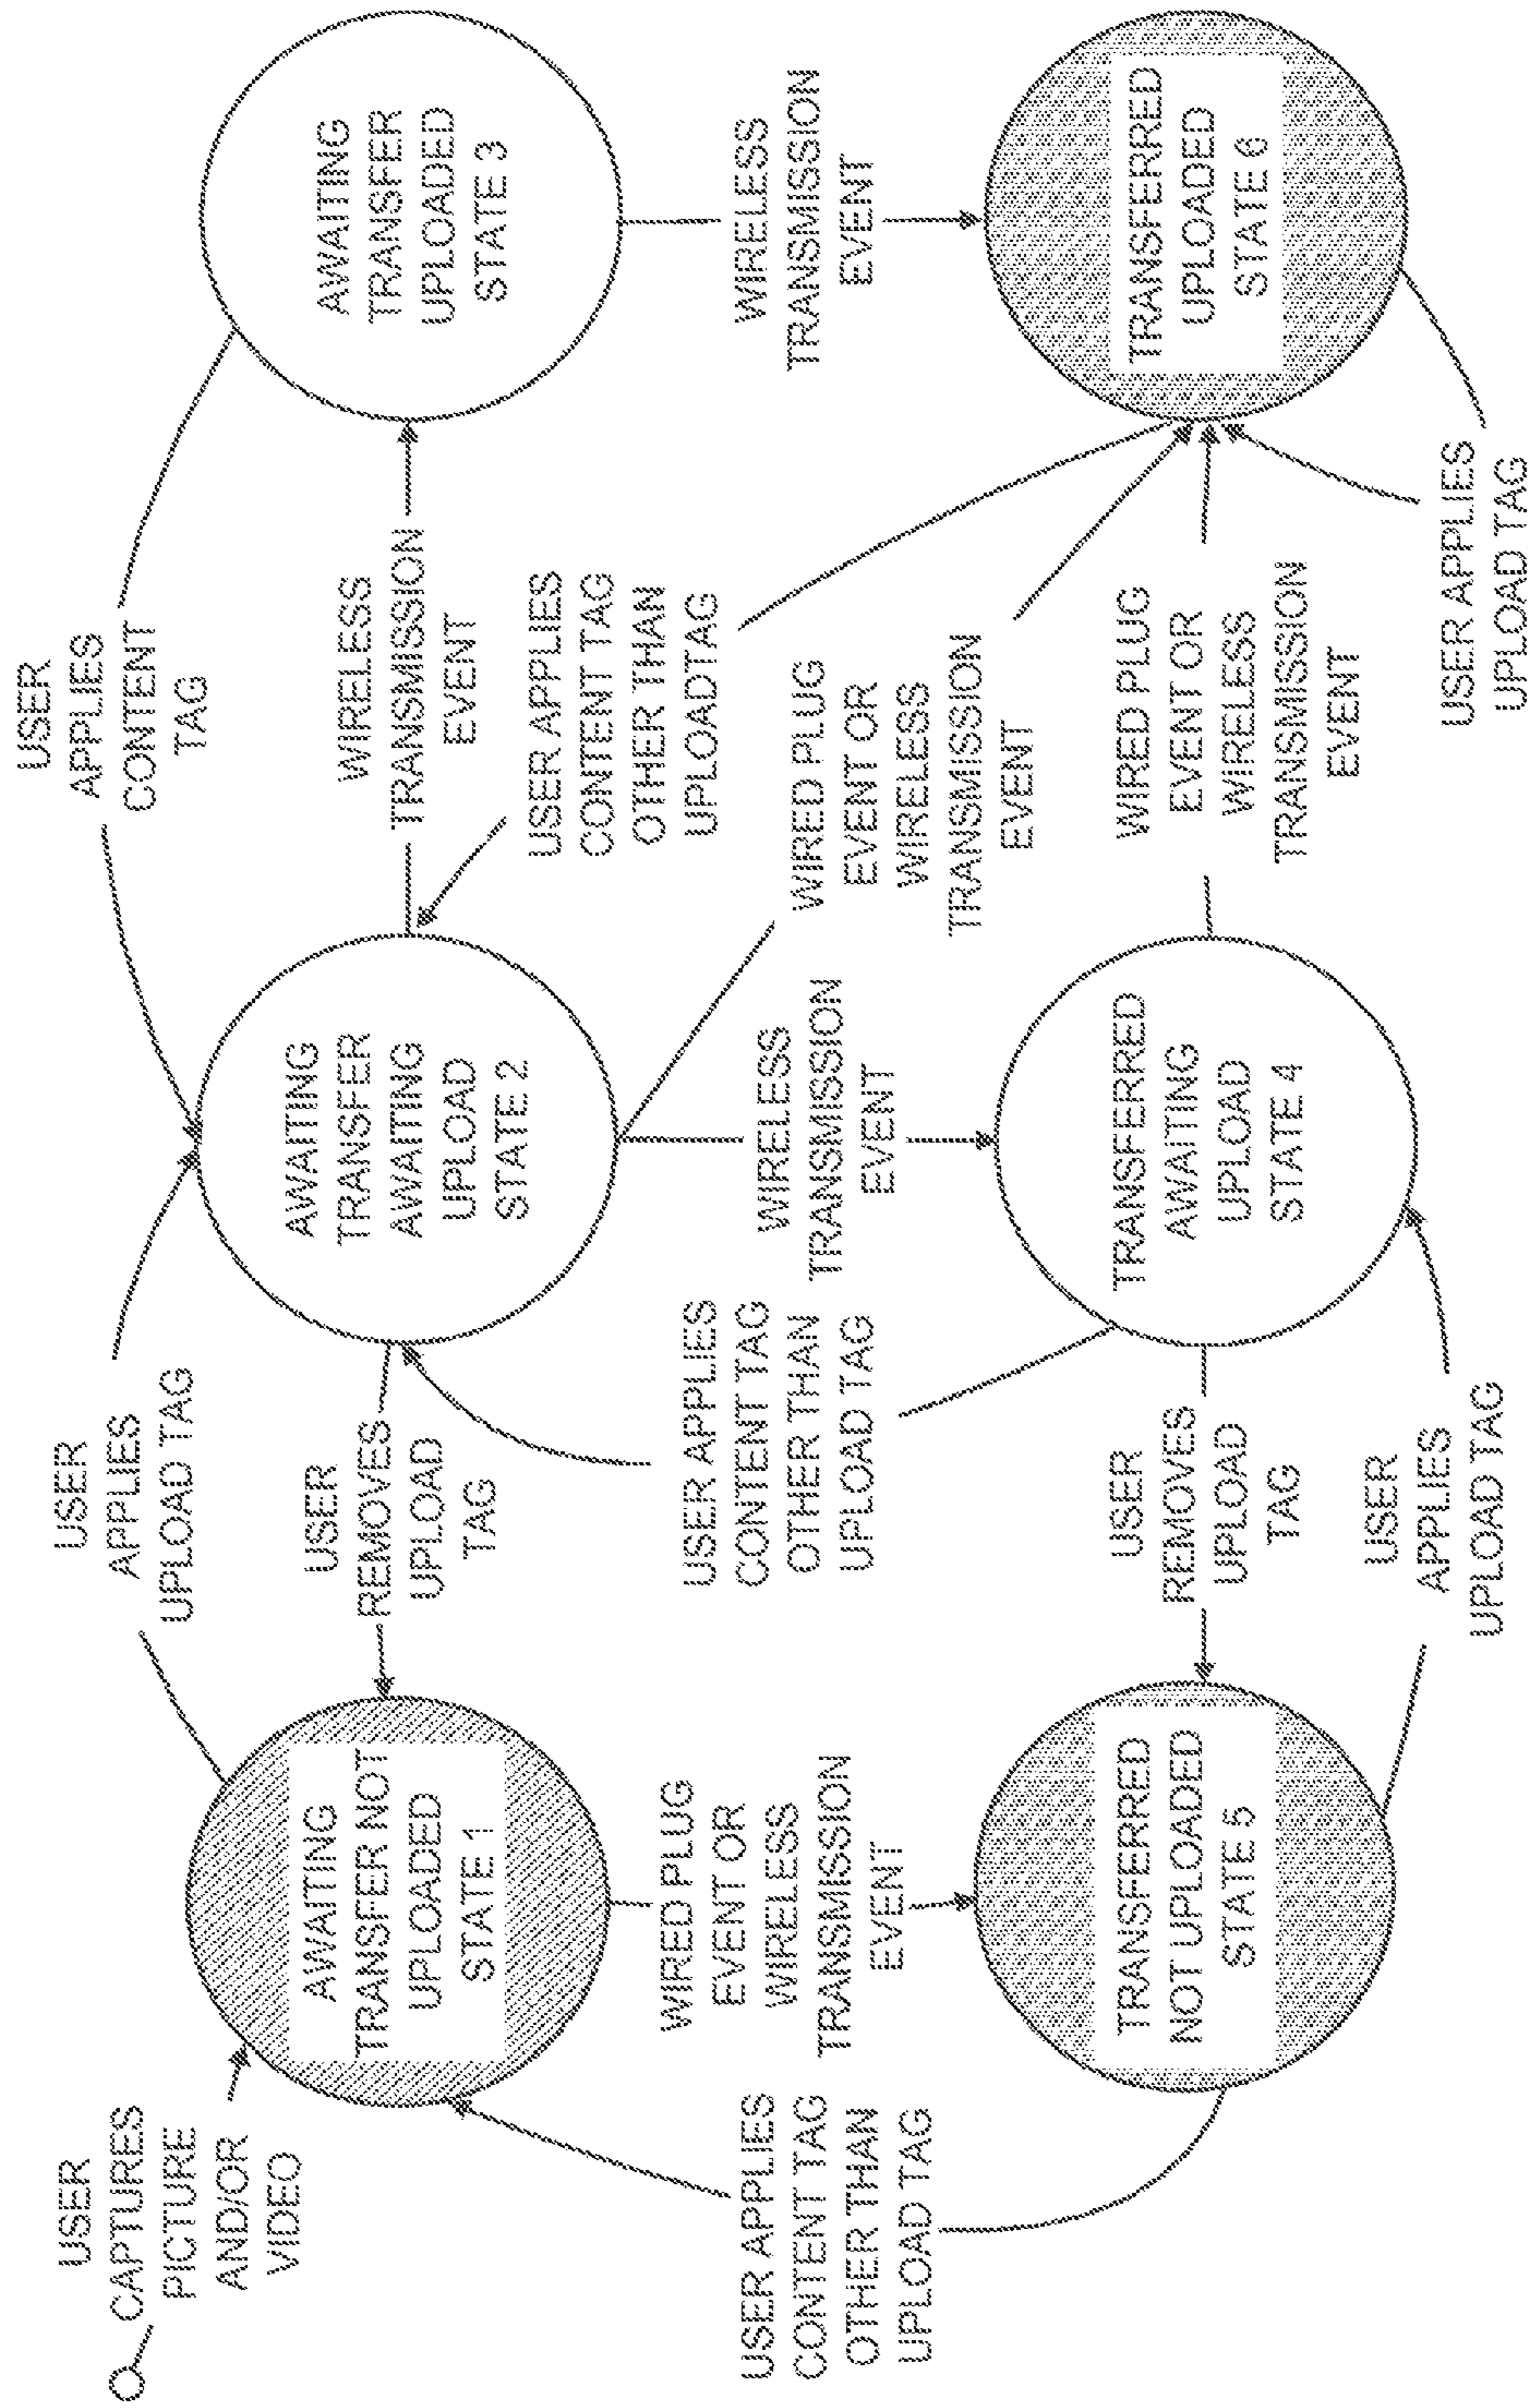 USER
CAPTURES
PICTURE
AND/OR
VIDEO
USER
APPLIES
UPLOAD TAG
USER
APPLIES
CONTENT
TAG
AWAITING
TRANSFER NOT
UPLOADED
STATE 1
USER
REMOVES
UPLOAD
TAG
AWAITING
TRANSFER
AWAITING
UPLOAD
STATE 2
WIRELESS
TRANSMISSION
EVENT
AWAITING
TRANSFER
UPLOADED
STATE 3
USER APPLIES
CONTENT TAG
OTHER THAN
UPLOADTAG
USER APPLIES
CONTENT TAG
OTHER THAN
UPLOAD TAG
WIRED PLUG
EVENT OR
WIRELESS
TRANSMISSION
EVENT
USER APPLIES
CONTENT TAG
OTHER THAN
UPLOAD TAG
WIRELESS
TRANSMISSION
EVENT
WIRED PLUG
EVENT OR
WIRELESS
TRANSMISSION
EVENT
WIRELESS
TRANSMISSION
EVENT
TRANSFERRED
NOT UPLOADED
STATE 5
USER
REMOVES
UPLOAD
TAG
TRANSFERRED
AWAITING
UPLOAD
STATE 4
WIRED PLUG
EVENT OR
WIRELESS
TRANSMISSION
EVENT
TRANSFERRED
UPLOADED
STATE 6
USER
APPLIES
UPLOAD TAG
USER APPLIES
UPLOAD TAG